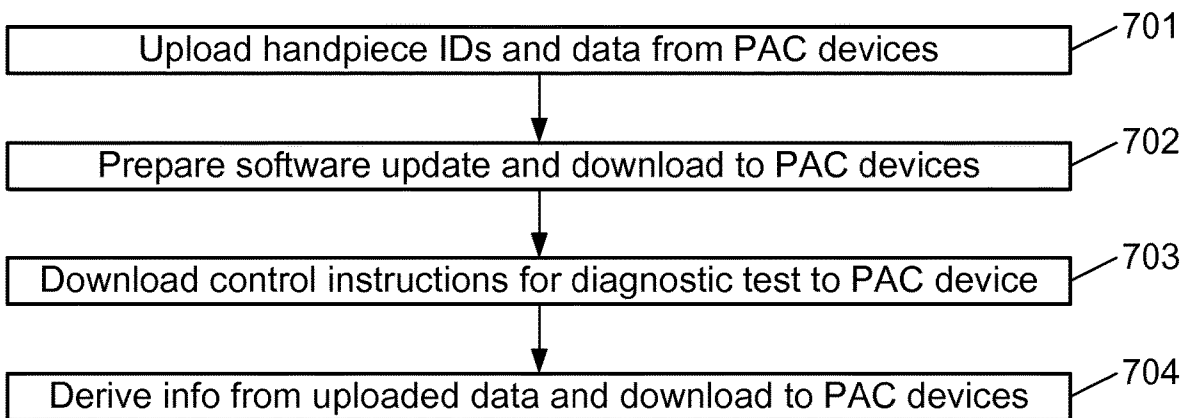 Upload handpiece IDs and data from PAC devices 701
Prepare software update and download to PAC devices 702
Download control instructions for diagnostic test to PAC device 703
Derive info from uploaded data and download to PAC devices 704